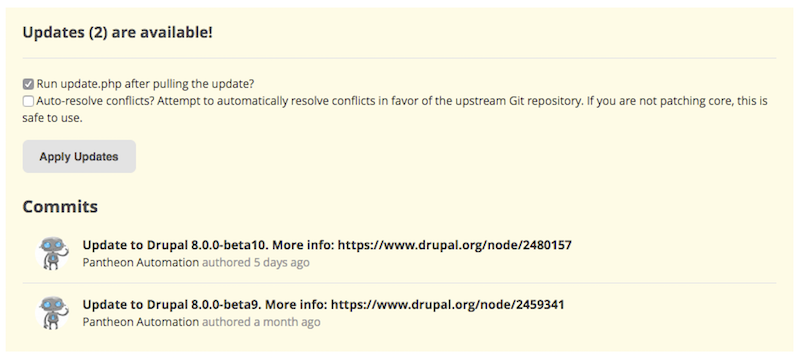 Updates (2) are available!
Run update.php after pulling the update?
Auto-resolve conflicts? Attempt to automatically resolve conflicts in favor of the upstream Git repository. If you are not patching core, this is
safe to use.
Apply Updates
Commits
Update to Drupal 8.0.0-beta10. More info: https://www.drupal.org/node/2480157
Pantheon Automation authored 5 days ago
Update to Drupal 8.0.0-beta9. More info: https://www.drupal.org/node/2459341
Pantheon Automation authored a month ago